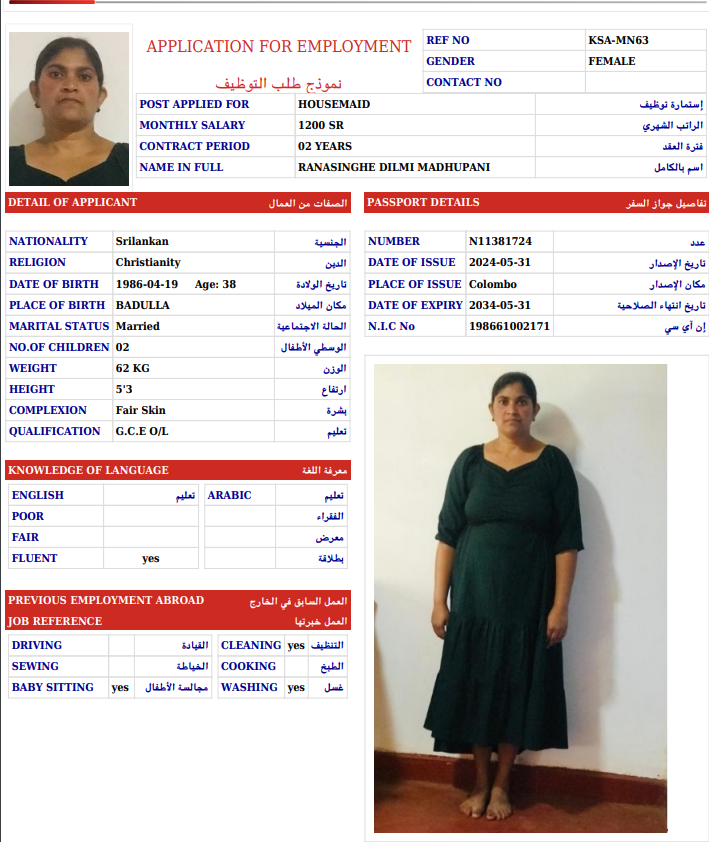 APPLICATION FOR EMPLOYMENT
نموذج طلب التوظيف
REF NO KSA-MN63
GENDER FEMALE
CONTACT NO
POST APPLIED FOR HOUSEMAID إستمارة توظيف
MONTHLY SALARY 1200 SR الراتب الشهري
CONTRACT PERIOD 02 YEARS فترة العقد
NAME IN FULL RANASINGHE DILMI MADHUPANI اسم بالكامل
DETAIL OF APPLICANT الصفات من العمال
NATIONALITY Srilankan الجنسية
RELIGION Christianity الدين
DATE OF BIRTH 1986-04-19 Age: 38 تاريخ الولادة
PLACE OF BIRTH BADULLA مكان الميلاد
MARITAL STATUS Married الحالة الاجتماعية
NO.OF CHILDREN 02 الوسطي الأطفال
WEIGHT 62 KG الوزن
HEIGHT 5'3 ارتفاع
COMPLEXION Fair Skin بشرة
QUALIFICATION G.C.E O/L تعليم
PASSPORT DETAILS تفاصيل جواز السفر
NUMBER N11381724 عدد
DATE OF ISSUE 2024-05-31 تاريخ الإصدار
PLACE OF ISSUE Colombo مكان الإصدار
DATE OF EXPIRY 2034-05-31 تاريخ انتهاء الصلاحية
N.I.C No 198661002171 إن آي سي
KNOWLEDGE OF LANGUAGE معرفة اللغة
ENGLISH تعليم ARABIC تعليم
POOR الفقراء
FAIR معرض
FLUENT yes بطلاقة
PREVIOUS EMPLOYMENT ABROAD العمل السابق في الخارج
JOB REFERENCE العمل خبرتها
DRIVING القيادة CLEANING yes التنظيف
SEWING الخياطة COOKING الطبخ
BABY SITTING yes مجالسة الأطفال WASHING yes غسل